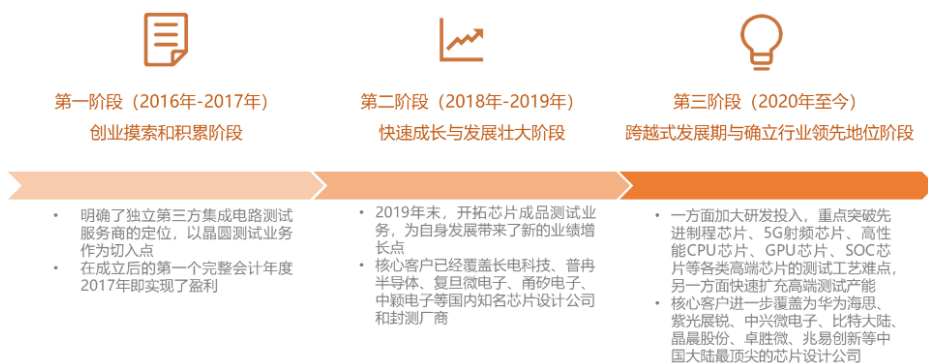 第一阶段（2016年-2017年）
创业摸索和积累阶段
• 明确了独立第三方集成电路测试
服务商的定位，以晶圆测试业务
作为切入点
• 在成立后的第一个完整会计年度
2017年即实现了盈利
第二阶段（2018年-2019年）
快速成长与发展壮大阶段
• 2019年末，开拓芯片成品测试业
务，为自身发展带来了新的业绩增
长点
• 核心客户已经覆盖长电科技、普冉
半导体、复旦微电子、甬矽电子、
中颖电子等国内知名芯片设计公司
和封测厂商
第三阶段（2020年至今）
跨越式发展期与确立行业领先地位阶段
• 一方面加大研发投入，重点突破先
进制程芯片、5G射频芯片、高性
能CPU芯片、GPU芯片、SOC芯
片等各类高端芯片的测试工艺难点，
另一方面快速扩充高端测试产能
• 核心客户进一步覆盖为华为海思、
紫光展锐、中兴微电子、比特大陆、
晶晨股份、卓胜微、兆易创新等中
国大陆最顶尖的芯片设计公司